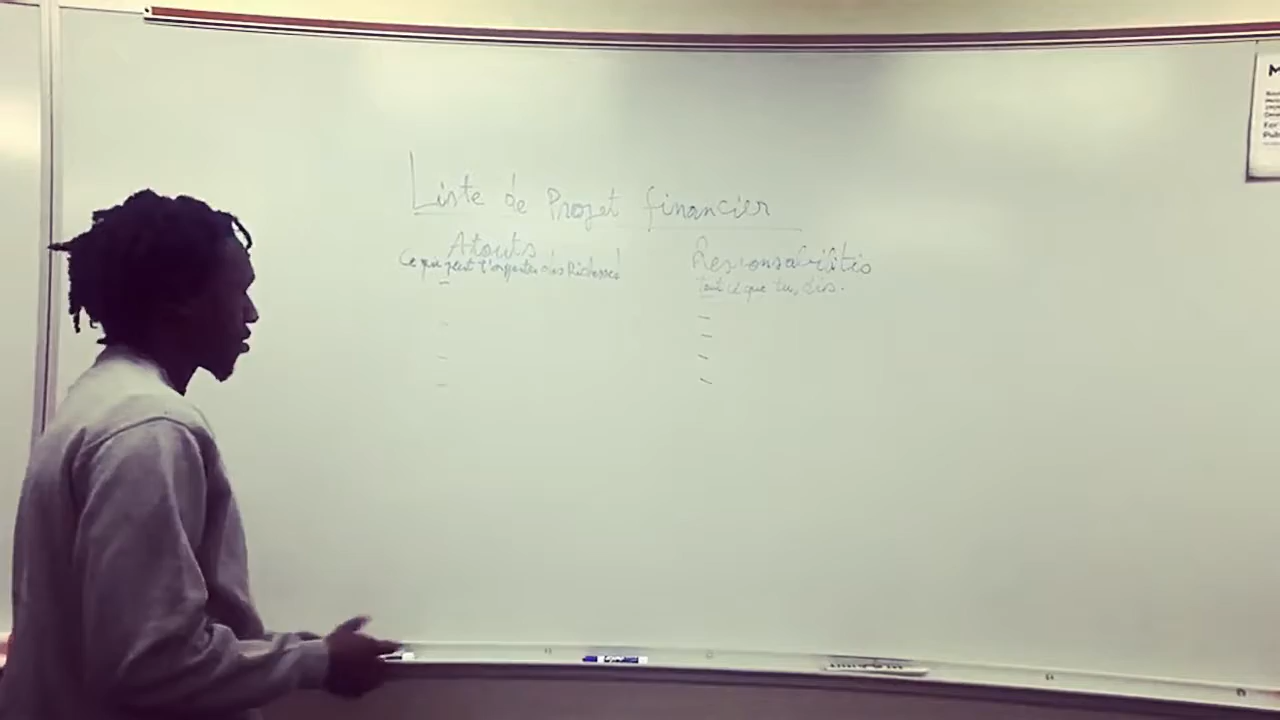 Liste de Projet financier
Atouts
Ce qui peut t'apporter des Richesses
Responsabilités
Tout ce que tu dois.
M